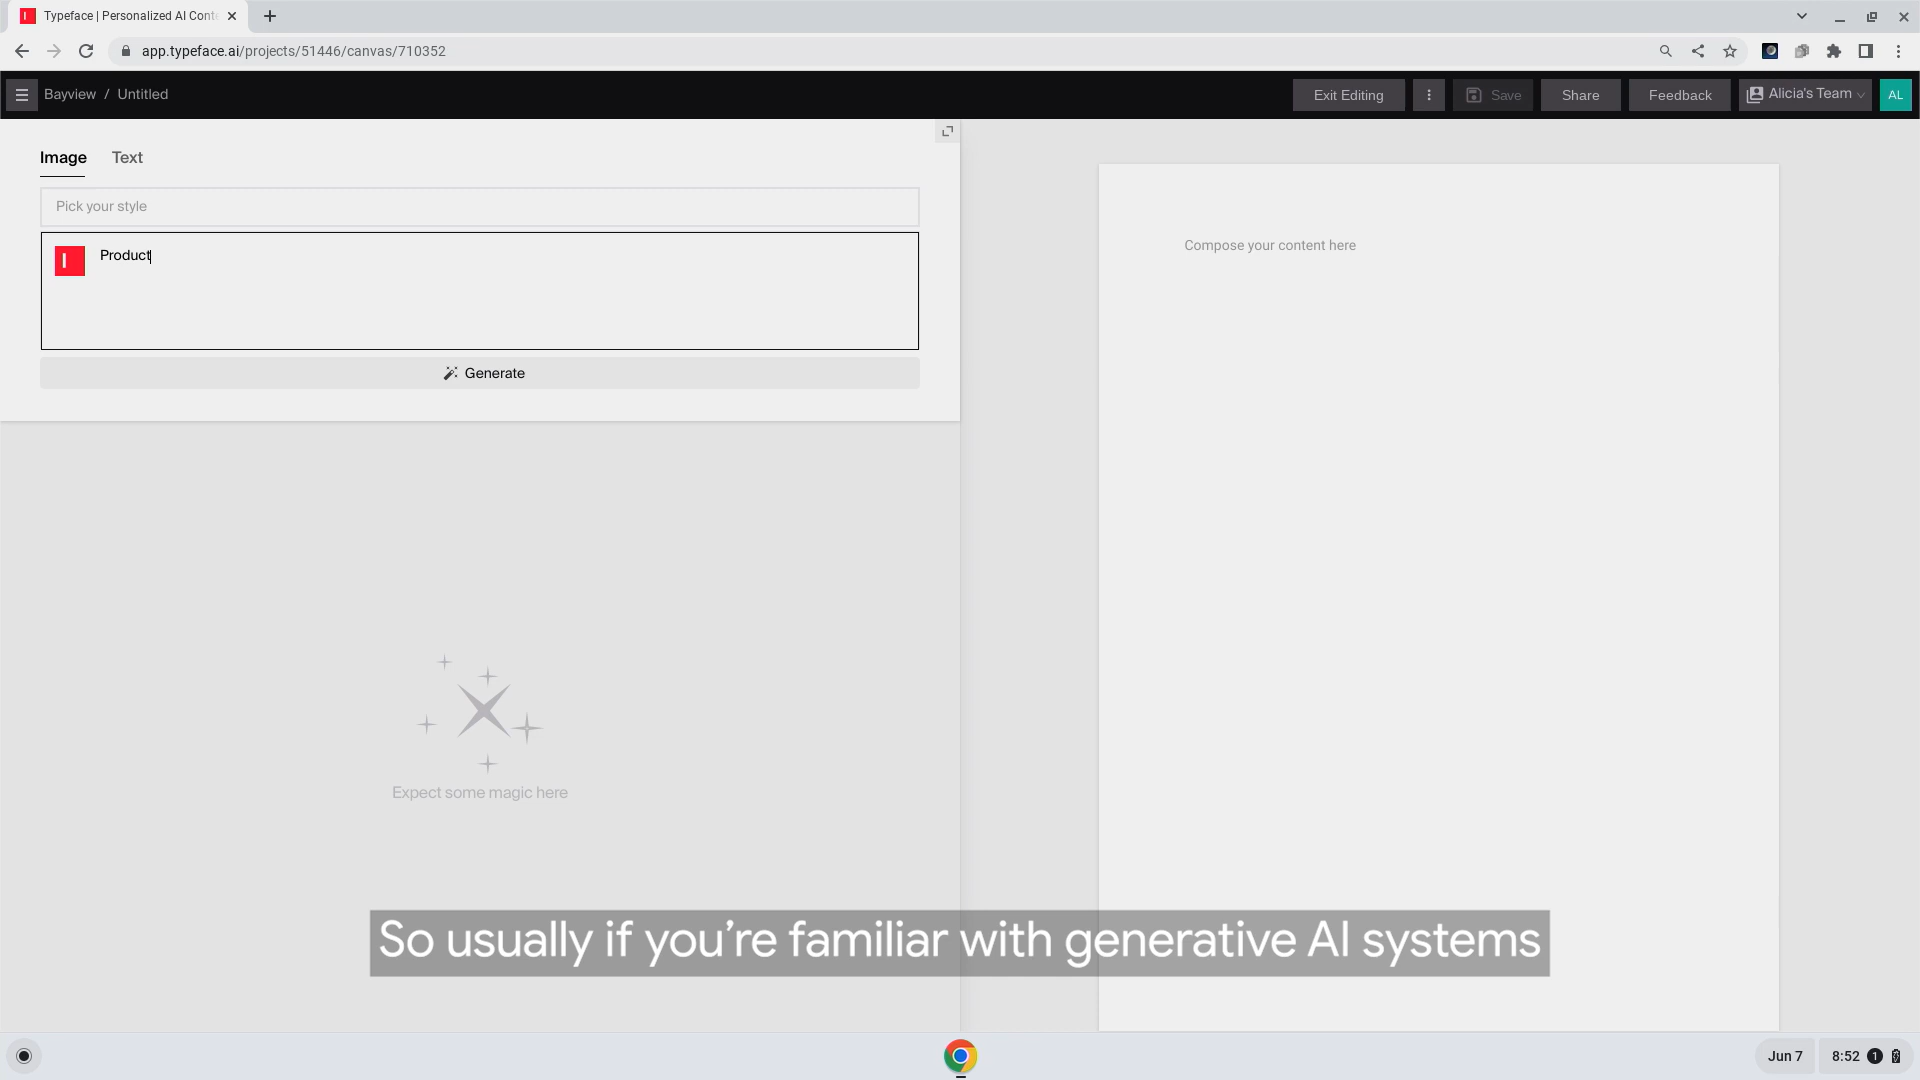 Typeface | Personalized AI Cont
app.typeface.ai/projects/51446/canvas/710352
Bayview / Untitled
Exit Editing
Save
Share
Feedback
Alicia's Team
AL
Image
Text
Pick your style
Product
Generate
Compose your content here
Expect some magic here
So usually if you’re familiar with generative AI systems
Jun 7
8:52
1